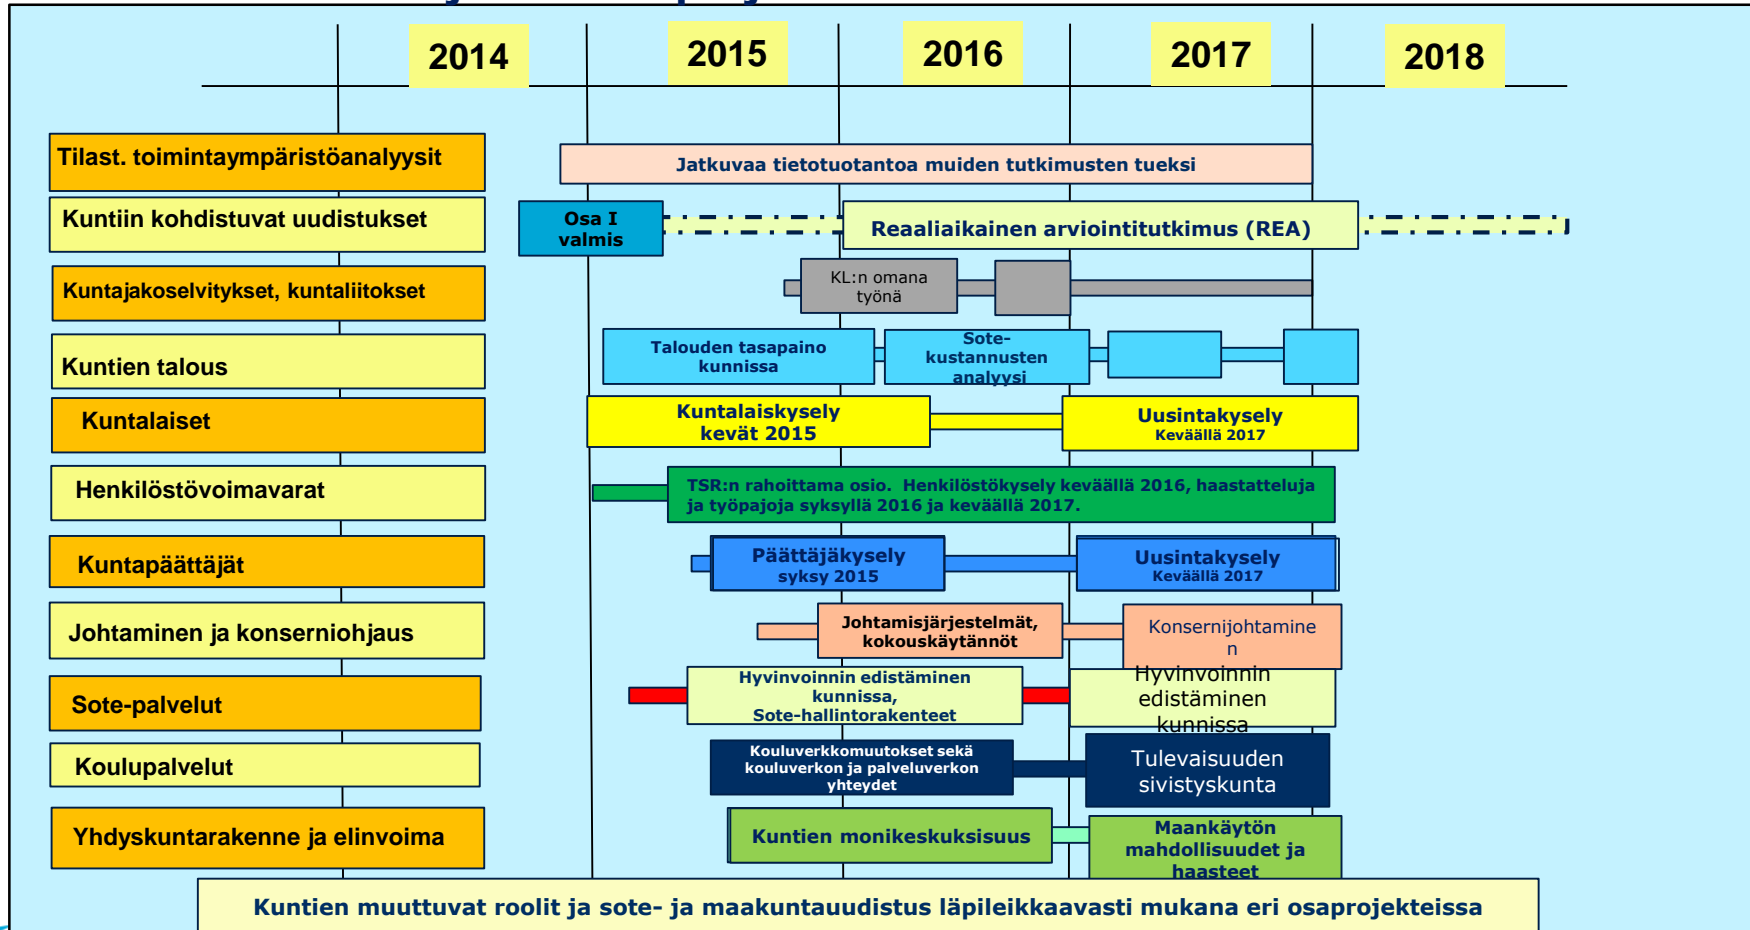 2014
2015
2016
2017
2018
Tilast. toimintaympäristöanalyysit
Jatkuvaa tietotuotantoa muiden tutkimusten tueksi
Kuntiin kohdistuvat uudistukset
Osa I
valmis
Reaaliaikainen arviointitutkimus (REA)
Kuntajakoselvitykset, kuntaliitokset
KL:n omana
työnä
Kuntien talous
Talouden tasapaino
kunnissa
Sote-
kustannusten
analyysi
Kuntalaiset
Kuntalaiskysely
kevät 2015
Uusintakysely
Keväällä 2017
Henkilöstövoimavarat
TSR:n rahoittama osio. Henkilöstökysely keväällä 2016, haastatteluja
ja työpajoja syksyllä 2016 ja keväällä 2017.
Kuntapäättäjät
Päättäjäkysely
syksy 2015
Uusintakysely
Keväällä 2017
Johtaminen ja konserniohjaus
Johtamisjärjestelmät,
kokouskäytännöt
Konsernijohtamine
n
Sote-palvelut
Hyvinvoinnin edistäminen
kunnissa,
Sote-hallintorakenteet
Hyvinvoinnin
edistäminen
kunnissa
Koulupalvelut
Kouluverkkomuutokset sekä
kouluverkon ja palveluverkon
yhteydet
Tulevaisuuden
sivistyskunta
Yhdyskuntarakenne ja elinvoima
Kuntien monikeskuksisuus
Maankäytön
mahdollisuudet ja
haasteet
Kuntien muuttuvat roolit ja sote- ja maakuntauudistus läpileikkaavasti mukana eri osaprojekteissa